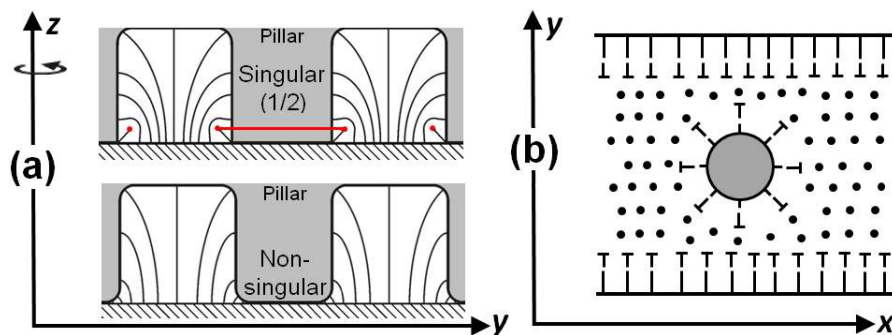 z
(a)
Pillar
Singular
(1/2)
Pillar
Non-
singular
y
y
(b)
x